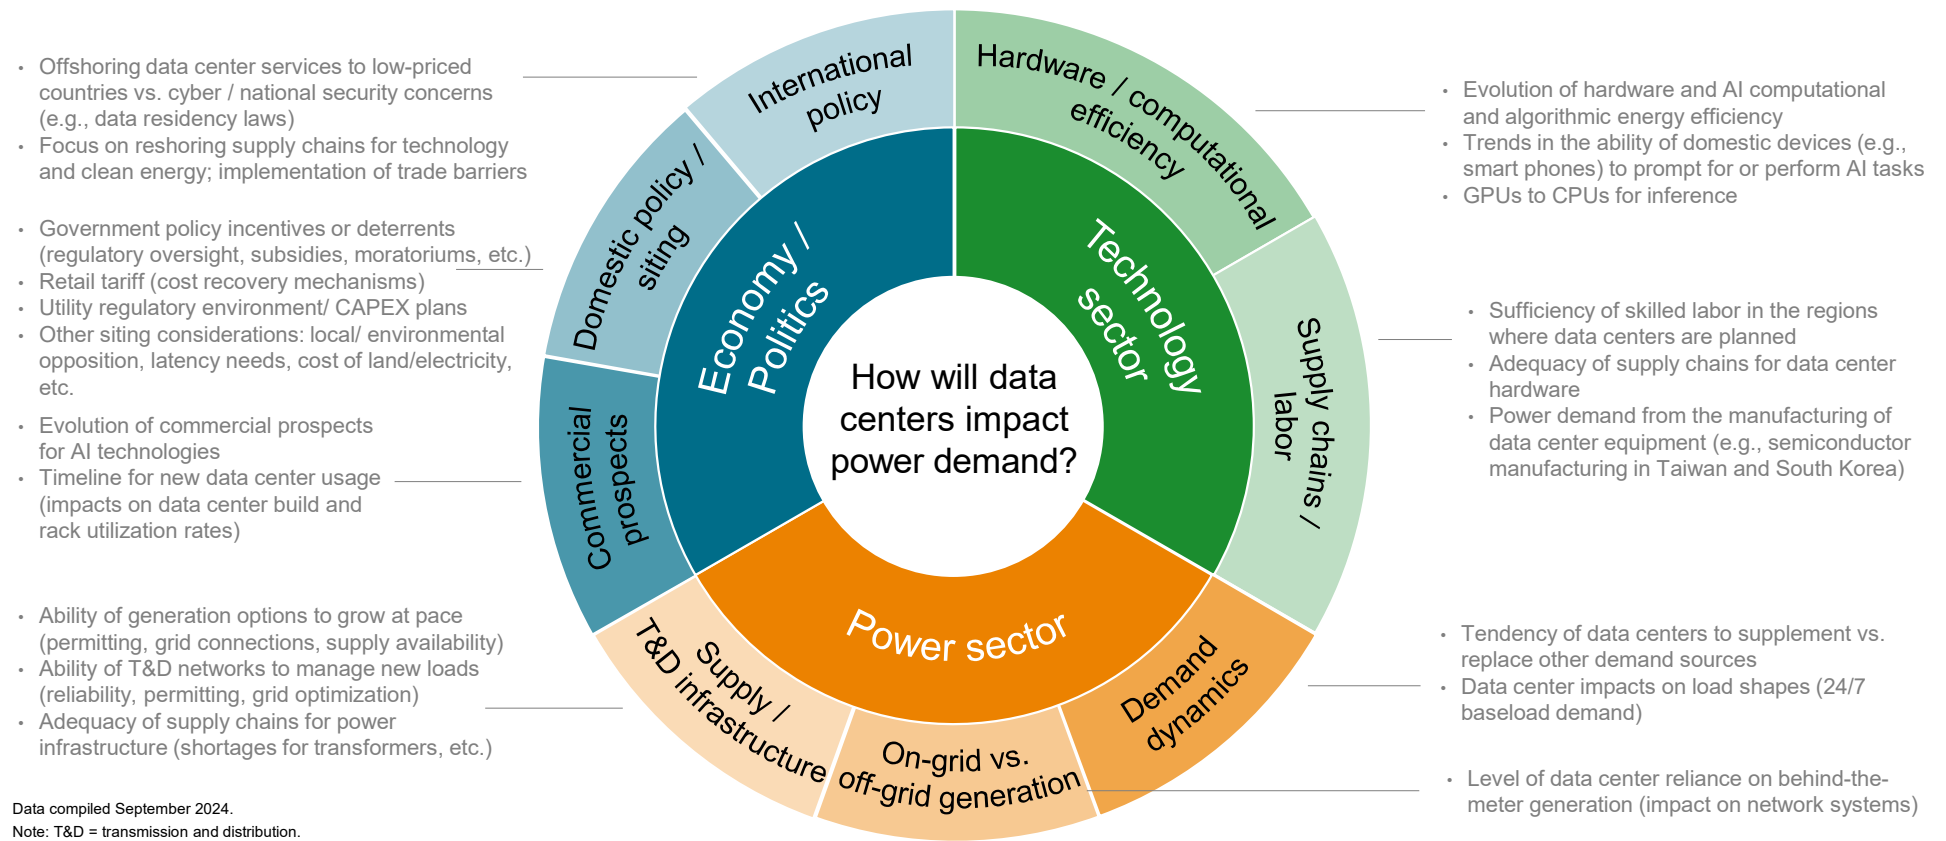 • Offshoring data center services to low-priced
countries vs. cyber / national security concerns
(e.g., data residency laws)
• Focus on reshoring supply chains for technology
and clean energy; implementation of trade barriers
• Government policy incentives or deterrents
(regulatory oversight, subsidies, moratoriums, etc.)
• Retail tariff (cost recovery mechanisms)
• Utility regulatory environment/ CAPEX plans
• Other siting considerations: local/ environmental
opposition, latency needs, cost of land/electricity,
etc.
• Evolution of commercial prospects
for AI technologies
• Timeline for new data center usage
(impacts on data center build and
rack utilization rates)
• Ability of generation options to grow at pace
(permitting, grid connections, supply availability)
• Ability of T&D networks to manage new loads
(reliability, permitting, grid optimization)
• Adequacy of supply chains for power
infrastructure (shortages for transformers, etc.)
International
policy
Domestic policy /
siting
Commercial
prospects
Economy /
Politics
Hardware / computational
efficiency
Supply chains /
labor
Technology
sector
How will data
centers impact
power demand?
Power sector
Supply /
T&D infrastructure
On-grid vs.
off-grid generation
Demand
dynamics
• Evolution of hardware and AI computational
and algorithmic energy efficiency
• Trends in the ability of domestic devices (e.g.,
smart phones) to prompt for or perform AI tasks
• GPUs to CPUs for inference
• Sufficiency of skilled labor in the regions
where data centers are planned
• Adequacy of supply chains for data center
hardware
• Power demand from the manufacturing of
data center equipment (e.g., semiconductor
manufacturing in Taiwan and South Korea)
• Tendency of data centers to supplement vs.
replace other demand sources
• Data center impacts on load shapes (24/7
baseload demand)
• Level of data center reliance on behind-the-
meter generation (impact on network systems)
Data compiled September 2024.
Note: T&D = transmission and distribution.